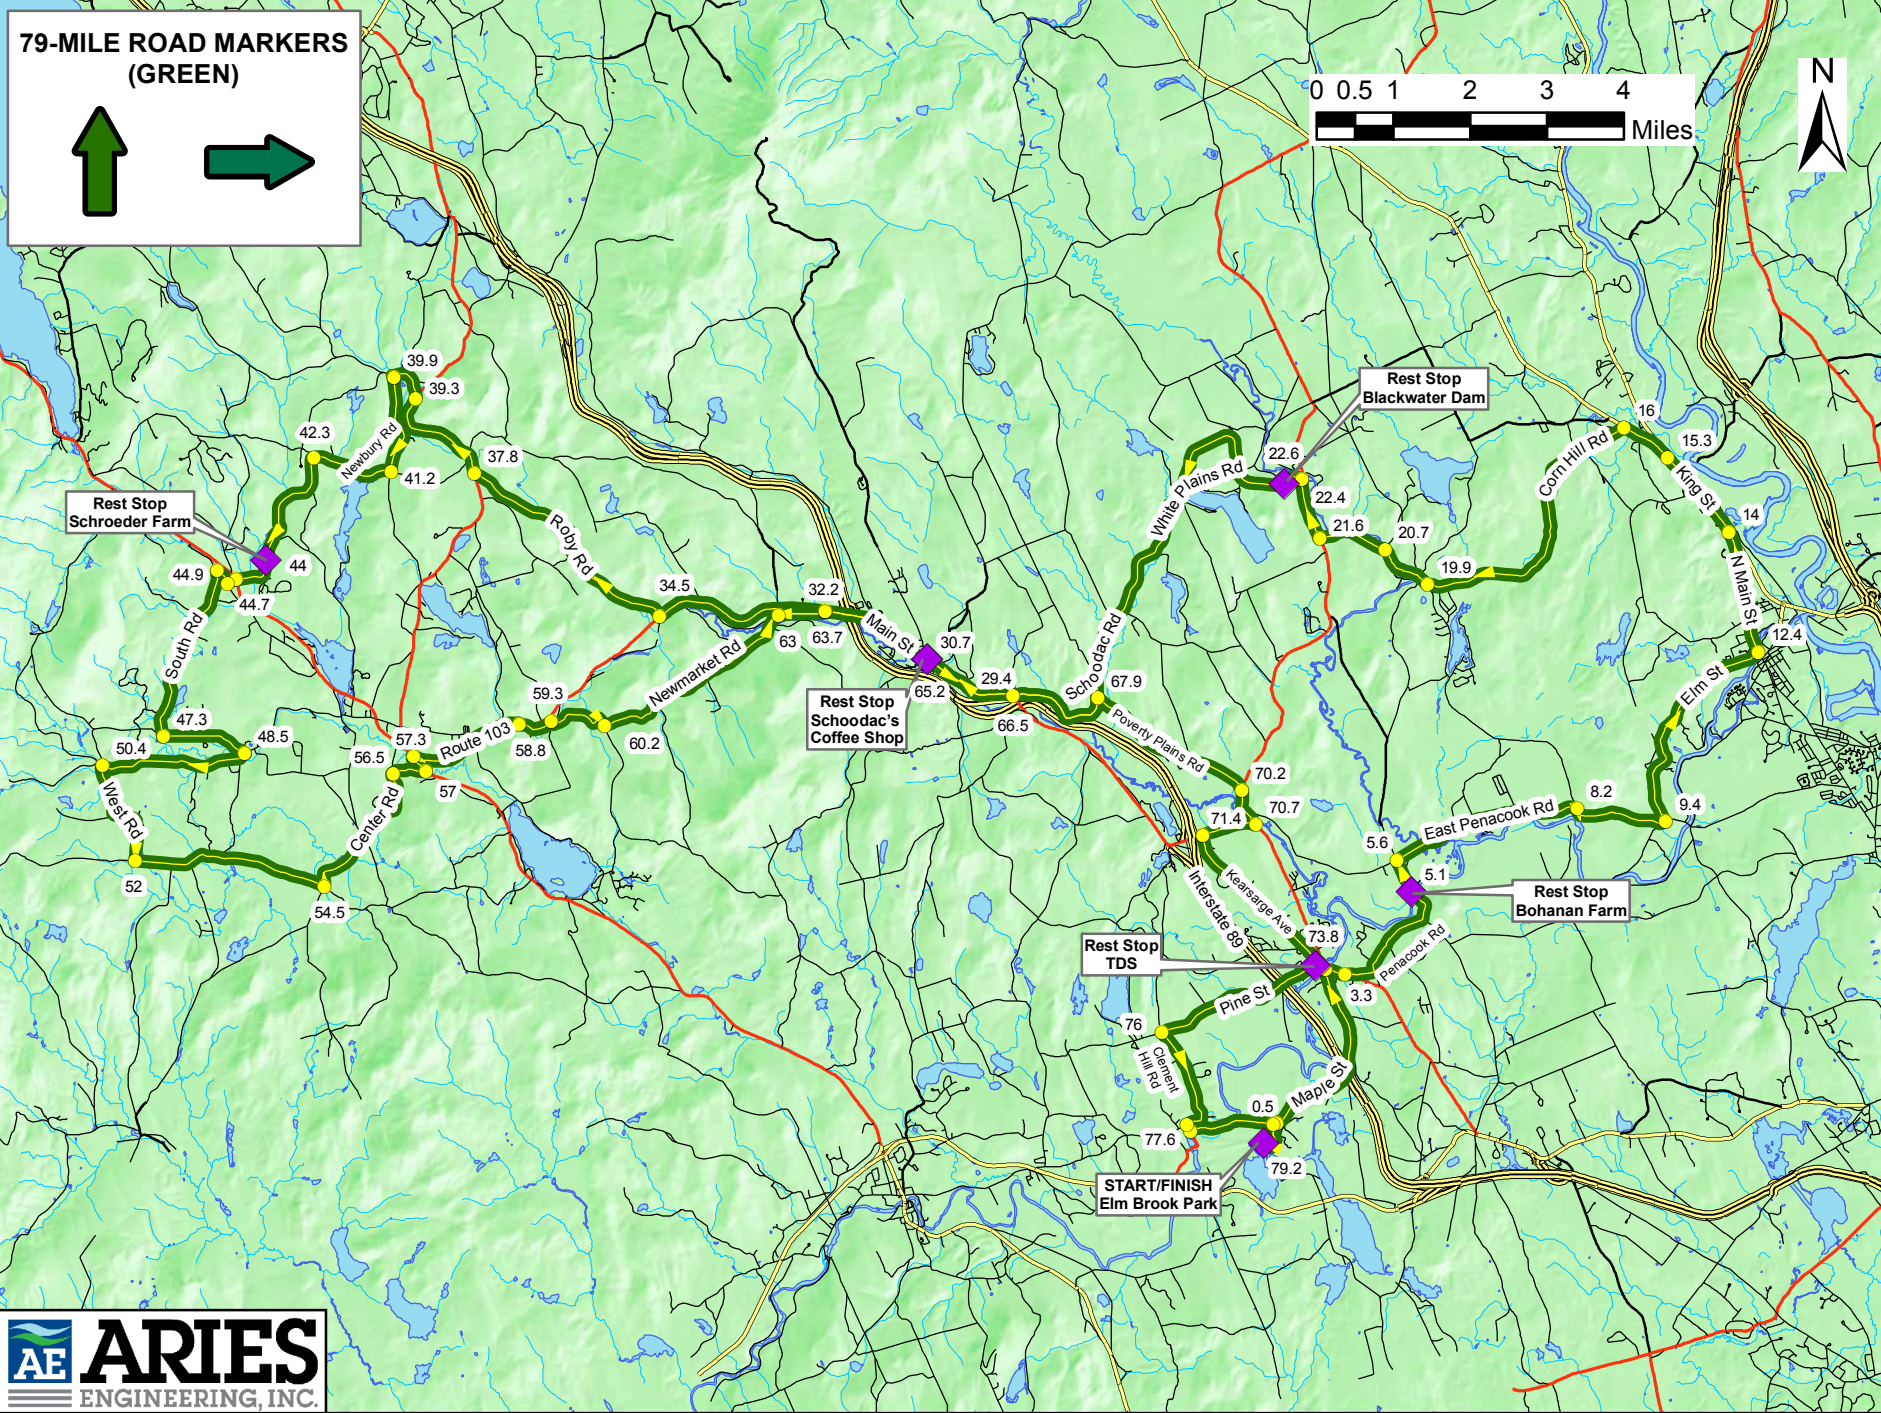 79-MILE ROAD MARKERS
(GREEN)
0 0.5 1 2 3 4
Miles
N
39.9
39.3
Rest Stop
Blackwater Dam
16
42.3
Newbury Rd
37.8
41.2
22.6
15.3
Corn Hill Rd
King St
White Plains Rd
22.4
Rest Stop
Schroeder Farm
14
21.6
20.7
Roby Rd
44
44.9
44.7
19.9
N Main St
34.5
32.2
63
63.7
Main St
30.7
12.4
South Rd
Schoodac Rd
Newmarket Rd
65.2
29.4
67.9
Elm St
59.3
Rest Stop
Schoodac's
Coffee Shop
66.5
47.3
48.5
50.4
57.3
56.5
Route 103
58.8
60.2
Poverty Plains Rd
70.2
57
70.7
71.4
8.2
9.4
East Penacook Rd
West Rd
Center Rd
5.6
5.1
52
54.5
Kearsarge Ave
Interstate 89
Rest Stop
Bohanan Farm
73.8
Rest Stop
TDS
Penacook Rd
3.3
Pine St
76
Clement
Hill Rd
Maple St
0.5
77.6
79.2
START/FINISH
Elm Brook Park
AE ARIES
ENGINEERING, INC.